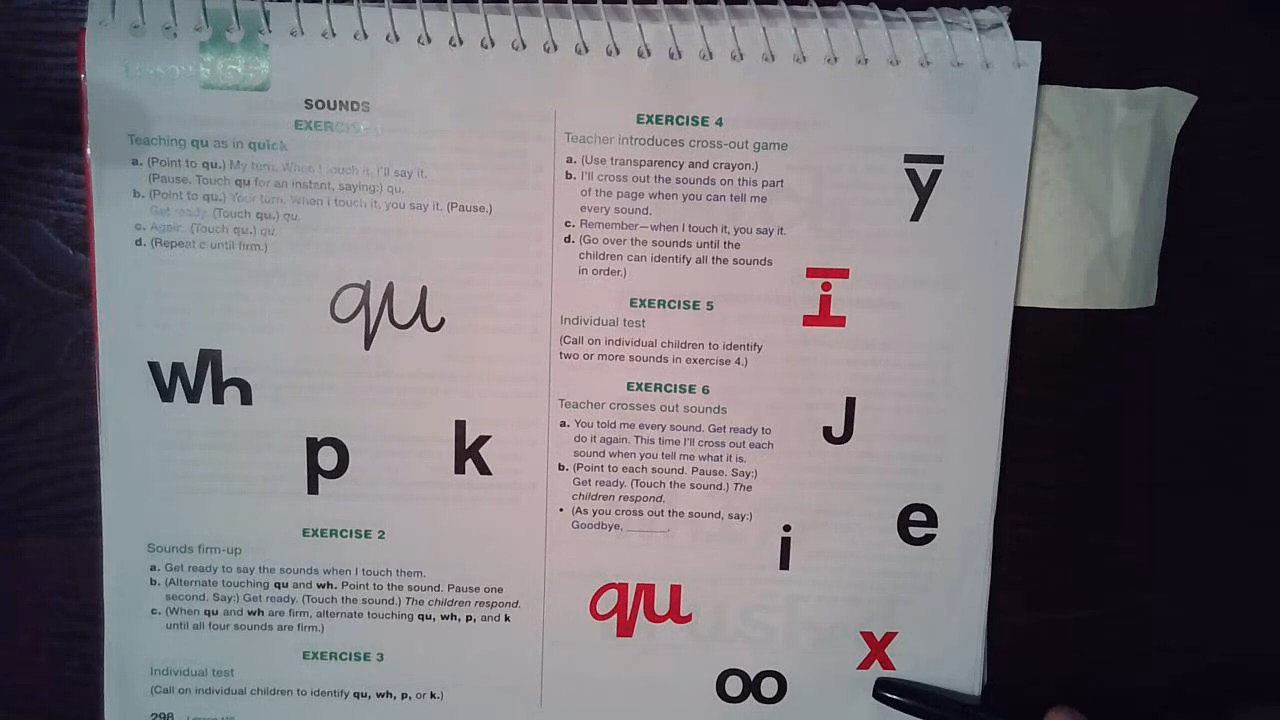 LESSON
SOUNDS
EXERCISE
Teaching qu as in quick
a. (Point to qu.) My turn. When I touch it, I'll say it.
(Pause. Touch qu for an instant, saying:) qu.
b. (Point to qu.) Your turn. When I touch it, you say it. (Pause.)
Get ready. (Touch qu.) qu.
c. Again. (Touch qu.) qu.
d. (Repeat c until firm.)
qu
wh
p
k
EXERCISE 2
Sounds firm-up
a. Get ready to say the sounds when I touch them.
b. (Alternate touching qu and wh. Point to the sound. Pause one
second. Say:) Get ready. (Touch the sound.) The children respond.
c. (When qu and wh are firm, alternate touching qu, wh, p, and k
until all four sounds are firm.)
EXERCISE 3
Individual test
(Call on individual children to identify qu, wh, p, or k.)
298 Lesson
EXERCISE 4
Teacher introduces cross-out game
a. (Use transparency and crayon.)
b. I'll cross out the sounds on this part
of the page when you can tell me
every sound.
c. Remember—when I touch it, you say it.
d. (Go over the sounds until the
children can identify all the sounds
in order.)
EXERCISE 5
Individual test
(Call on individual children to identify
two or more sounds in exercise 4.)
EXERCISE 6
Teacher crosses out sounds
a. You told me every sound. Get ready to
do it again. This time I'll cross out each
sound when you tell me what it is.
b. (Point to each sound. Pause. Say:)
Get ready. (Touch the sound.) The
children respond.
• (As you cross out the sound, say:)
Goodbye, ______.
ȳ
ī
J
e
i
qu
x
oo